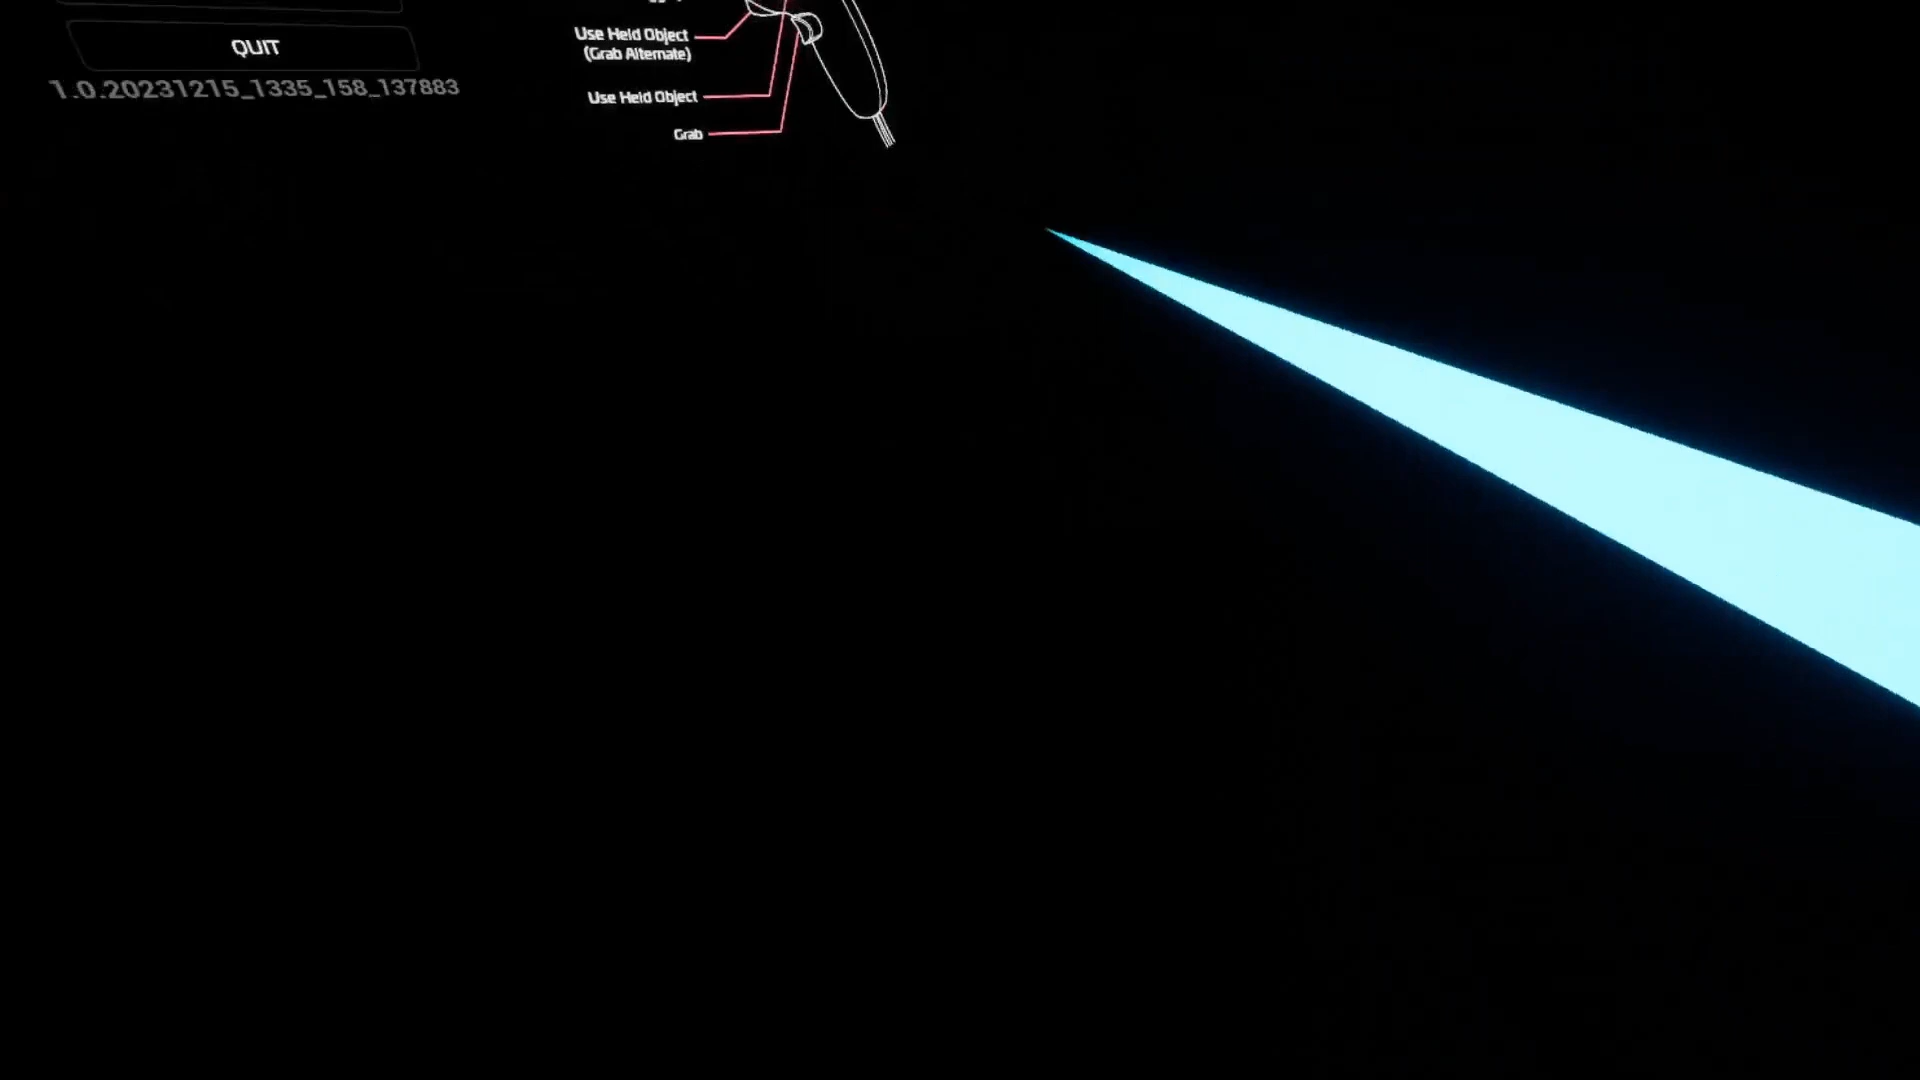 QUIT
1.0.20231215_1335_158_137883
Use Held Object
(Grab Alternate)
Use Held Object
Grab